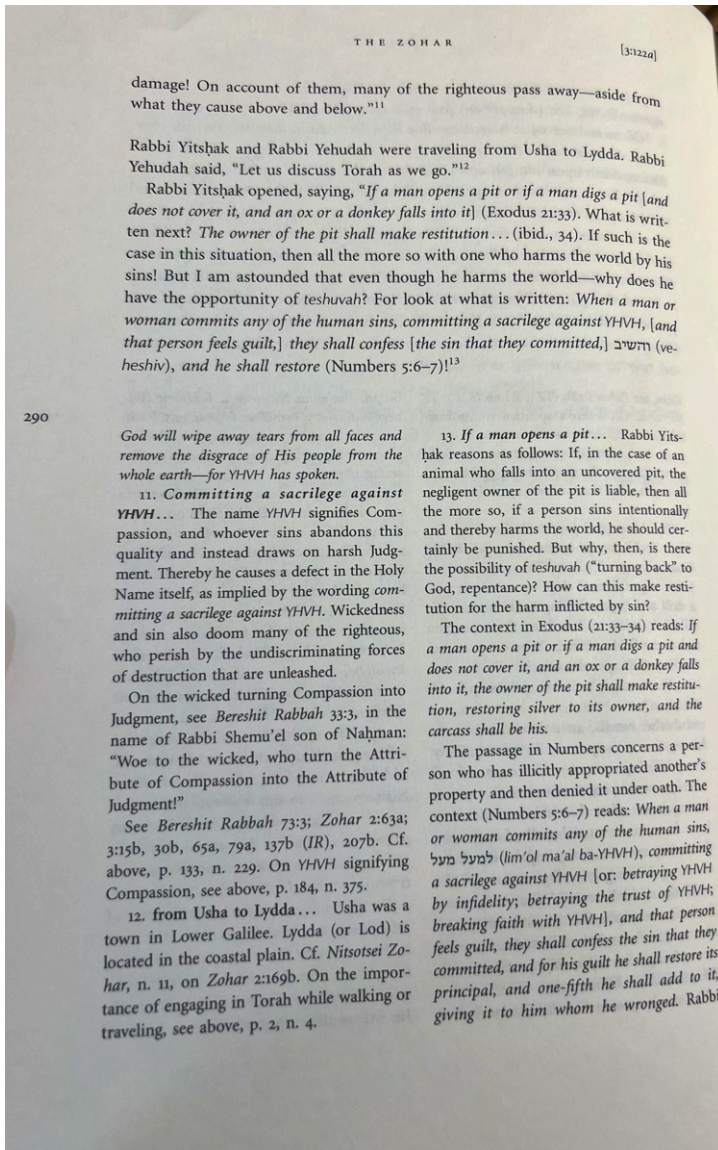 THE ZOHAR
[3:122a]
damage! On account of them, many of the righteous pass away—aside from
what they cause above and below.”11
Rabbi Yitsḥak and Rabbi Yehudah were traveling from Usha to Lydda. Rabbi
Yehudah said, “Let us discuss Torah as we go.”12
Rabbi Yitsḥak opened, saying, “If a man opens a pit or if a man digs a pit [and
does not cover it, and an ox or a donkey falls into it] (Exodus 21:33). What is writ-
ten next? The owner of the pit shall make restitution... (ibid., 34). If such is the
case in this situation, then all the more so with one who harms the world by his
sins! But I am astounded that even though he harms the world—why does he
have the opportunity of teshuvah? For look at what is written: When a man or
woman commits any of the human sins, committing a sacrilege against YHVH, [and
that person feels guilt,] they shall confess [the sin that they committed,] והשיב (ve-
heshiv), and he shall restore (Numbers 5:6–7)!13
290
God will wipe away tears from all faces and
remove the disgrace of His people from the
whole earth—for YHVH has spoken.
11. Committing a sacrilege against
YHVH... The name YHVH signifies Com-
passion, and whoever sins abandons this
quality and instead draws on harsh Judg-
ment. Thereby he causes a defect in the Holy
Name itself, as implied by the wording com-
mitting a sacrilege against YHVH. Wickedness
and sin also doom many of the righteous,
who perish by the undiscriminating forces
of destruction that are unleashed.
On the wicked turning Compassion into
Judgment, see Bereshit Rabbah 33:3, in the
name of Rabbi Shemu'el son of Naḥman:
“Woe to the wicked, who turn the Attri-
bute of Compassion into the Attribute of
Judgment!”
See Bereshit Rabbah 73:3; Zohar 2:63a;
3:15b, 30b, 65a, 79a, 137b (IR), 207b. Cf.
above, p. 133, n. 229. On YHVH signifying
Compassion, see above, p. 184, n. 375.
12. from Usha to Lydda... Usha was a
town in Lower Galilee. Lydda (or Lod) is
located in the coastal plain. Cf. Nitsotsei Zo-
har, n. 11, on Zohar 2:169b. On the impor-
tance of engaging in Torah while walking or
traveling, see above, p. 2, n. 4.
13. If a man opens a pit... Rabbi Yits-
ḥak reasons as follows: If, in the case of an
animal who falls into an uncovered pit, the
negligent owner of the pit is liable, then all
the more so, if a person sins intentionally
and thereby harms the world, he should cer-
tainly be punished. But why, then, is there
the possibility of teshuvah (“turning back” to
God, repentance)? How can this make resti-
tution for the harm inflicted by sin?
The context in Exodus (21:33–34) reads: If
a man opens a pit or if a man digs a pit and
does not cover it, and an ox or a donkey falls
into it, the owner of the pit shall make restitu-
tion, restoring silver to its owner, and the
carcass shall be his.
The passage in Numbers concerns a per-
son who has illicitly appropriated another's
property and then denied it under oath. The
context (Numbers 5:6–7) reads: When a man
or woman commits any of the human sins,
למעל מעל (lim'ol ma'al ba-YHVH), committing
a sacrilege against YHVH [or: betraying YHVH
by infidelity; betraying the trust of YHVH;
breaking faith with YHVH], and that person
feels guilt, they shall confess the sin that they
committed, and for his guilt he shall restore its
principal, and one-fifth he shall add to it,
giving it to him whom he wronged. Rabbi